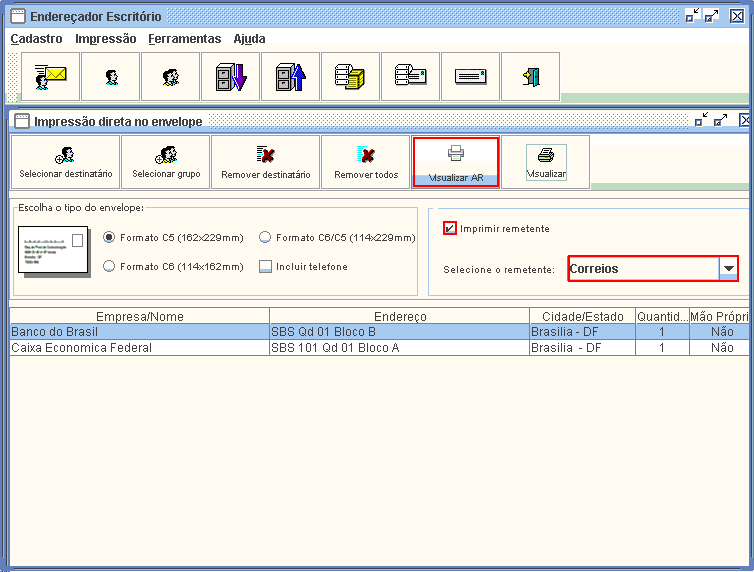 Endereçador Escritório
Cadastro Impressão Ferramentas Ajuda
Impressão direta no envelope
Selecionar destinatário Selecionar grupo Remover destinatário Remover todos Visualizar AR Visualizar
Escolha o tipo do envelope:
Formato C5 (162x229mm) Formato C6/C5 (114x229mm)
Formato C6 (114x162mm) Incluir telefone
Imprimir remetente
Selecione o remetente: Correios
Empresa/Nome Endereço Cidade/Estado Quantid... Mão Própri
Banco do Brasil SBS Qd 01 Bloco B Brasilia - DF 1 Não
Caixa Economica Federal SBS 101 Qd 01 Bloco A Brasilia - DF 1 Não